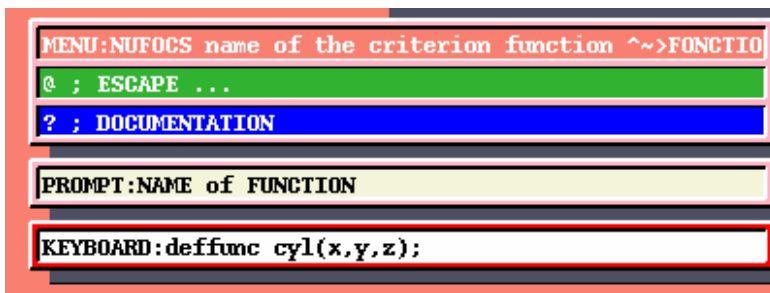 MENU:NUFOCS name of the criterion function ^~>FONCTIO
@ ; ESCAPE ...
? ; DOCUMENTATION
PROMPT:NAME of FUNCTION
KEYBOARD:deffunc cyl(x,y,z);